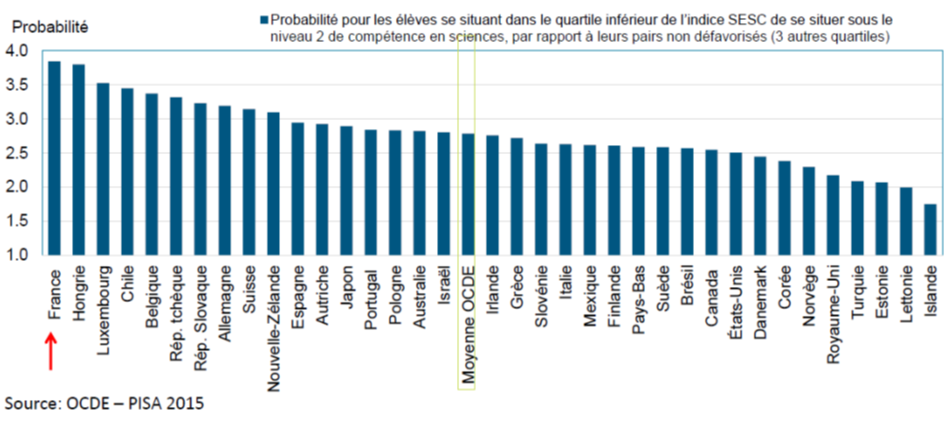 Probabilité
Probabilité pour les élèves se situant dans le quartile inférieur de l'indice SESC de se situer sous le
niveau 2 de compétence en sciences, par rapport à leurs pairs non défavorisés (3 autres quartiles)
4.0
3.5
3.0
2.5
2.0
1.5
1.0
France
Hongrie
Luxembourg
Chile
Belgique
Rép. tchèque
Rép. Slovaque
Allemagne
Suisse
Nouvelle-Zélande
Espagne
Autriche
Japon
Portugal
Pologne
Australie
Israël
Moyenne OCDE
Irlande
Grèce
Slovénie
Italie
Mexique
Finlande
Pays-Bas
Suède
Brésil
Canada
États-Unis
Danemark
Corée
Norvège
Royaume-Uni
Turquie
Estonie
Lettonie
Islande
Source: OCDE – PISA 2015